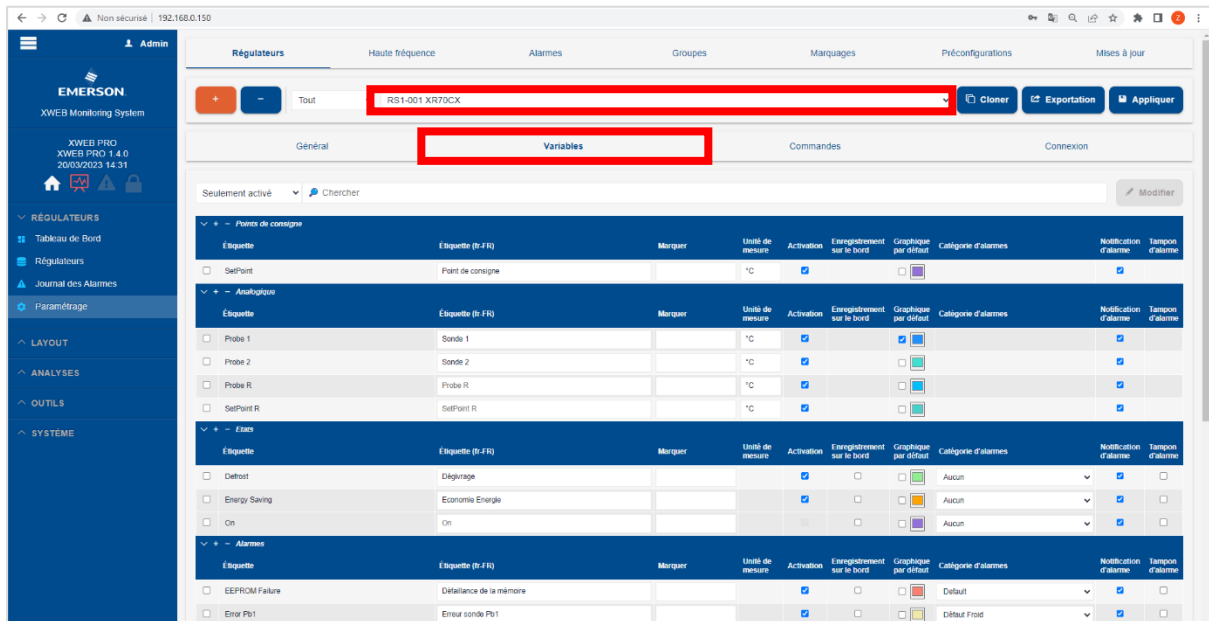 Non sécurisé | 192.168.0.150
Z
Admin
EMERSON.
XWEB Monitoring System
XWEB PRO
XWEB PRO 1.4.0
20/03/2023 14:31
RÉGULATEURS
Tableau de Bord
Régulateurs
Journal des Alarmes
Paramétrage
LAYOUT
ANALYSES
OUTILS
SYSTÈME
Régulateurs Haute fréquence Alarmes Groupes Marquages Préconfigurations Mises à jour
+ - Tout RS1-001 XR70CX Cloner Exportation Appliquer
Général Variables Commandes Connexion
Seulement activé Chercher Modifier
+ - Points de consigne
Étiquette Étiquette (fr-FR) Marquer Unité de mesure Activation Enregistrement sur le bord Graphique par défaut Catégorie d'alarmes Notification d'alarme Tampon d'alarme
SetPoint Point de consigne °C
+ - Analogique
Étiquette Étiquette (fr-FR) Marquer Unité de mesure Activation Enregistrement sur le bord Graphique par défaut Catégorie d'alarmes Notification d'alarme Tampon d'alarme
Probe 1 Sonde 1 °C
Probe 2 Sonde 2 °C
Probe R Probe R °C
SetPoint R SetPoint R °C
+ - Etats
Étiquette Étiquette (fr-FR) Marquer Unité de mesure Activation Enregistrement sur le bord Graphique par défaut Catégorie d'alarmes Notification d'alarme Tampon d'alarme
Defrost Dégivrage Aucun
Energy Saving Economie Energie Aucun
On On Aucun
+ - Alarmes
Étiquette Étiquette (fr-FR) Marquer Unité de mesure Activation Enregistrement sur le bord Graphique par défaut Catégorie d'alarmes Notification d'alarme Tampon d'alarme
EEPROM Failure Défaillance de la mémoire Default
Error Pb1 Erreur sonde Pb1 Défaut Froid